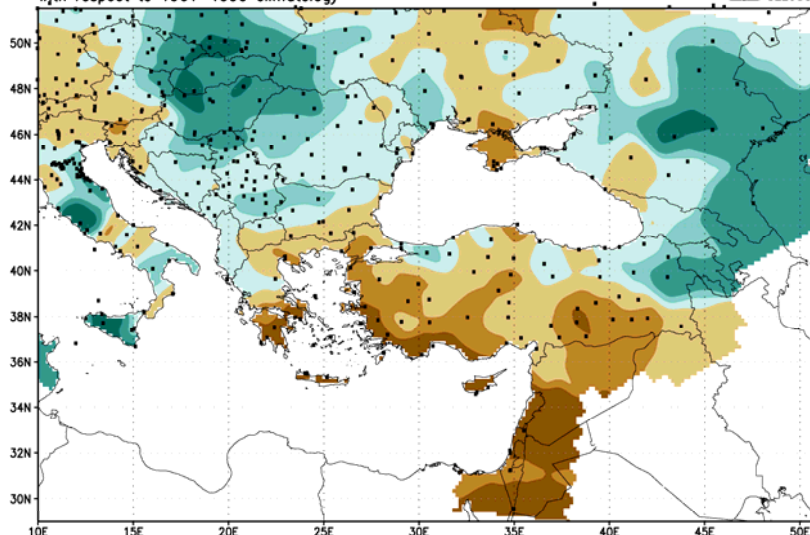 with respect to 1961-1990 climatology
50N
48N
46N
44N
42N
40N
38N
36N
34N
32N
30N
10E 15E 20E 25E 30E 35E 40E 45E 50E